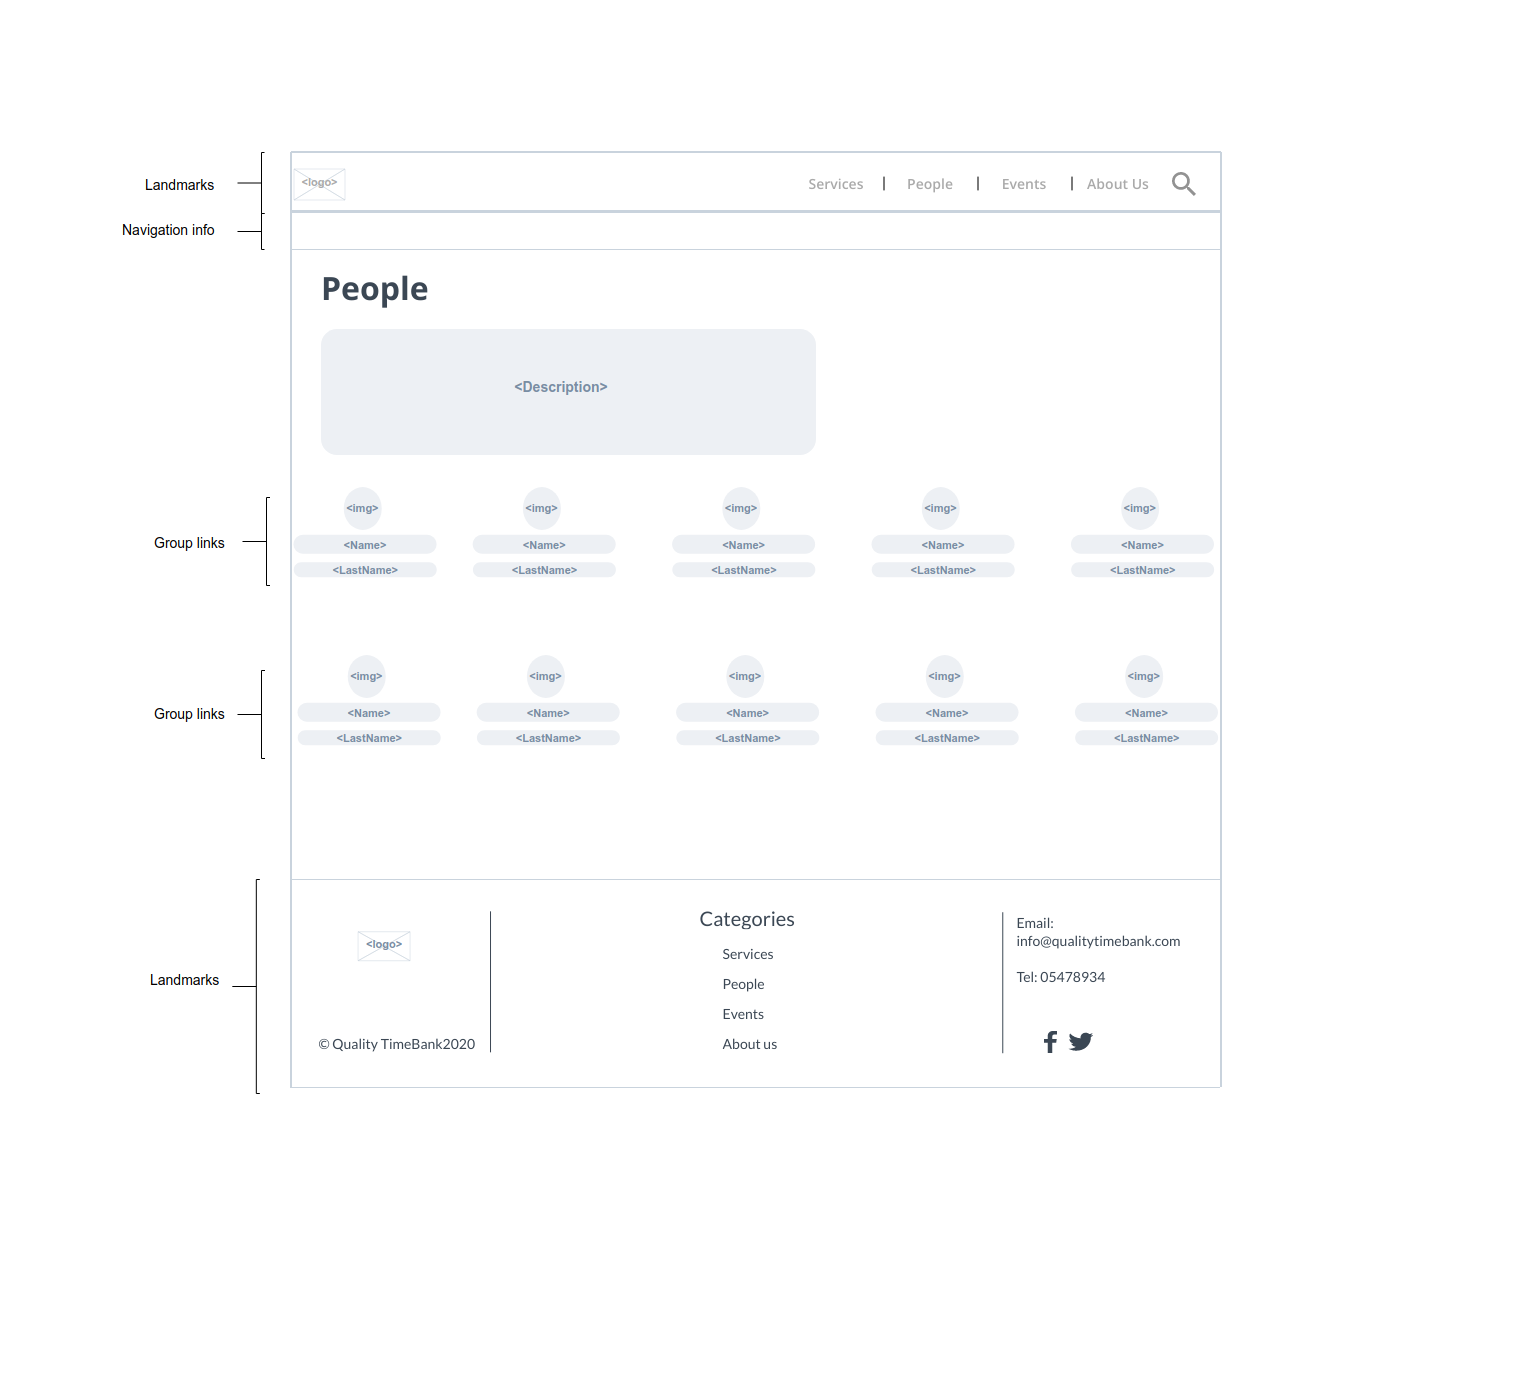 Landmarks
<logo>
Services | People | Events | About Us
Navigation info
People
<Description>
Group links
<img> <img> <img> <img> <img>
<Name> <Name> <Name> <Name> <Name>
<LastName> <LastName> <LastName> <LastName> <LastName>
Group links
<img> <img> <img> <img> <img>
<Name> <Name> <Name> <Name> <Name>
<LastName> <LastName> <LastName> <LastName> <LastName>
Landmarks
<logo>
© Quality TimeBank2020
Categories
Services
People
Events
About us
Email:
info@qualitytimebank.com
Tel: 05478934